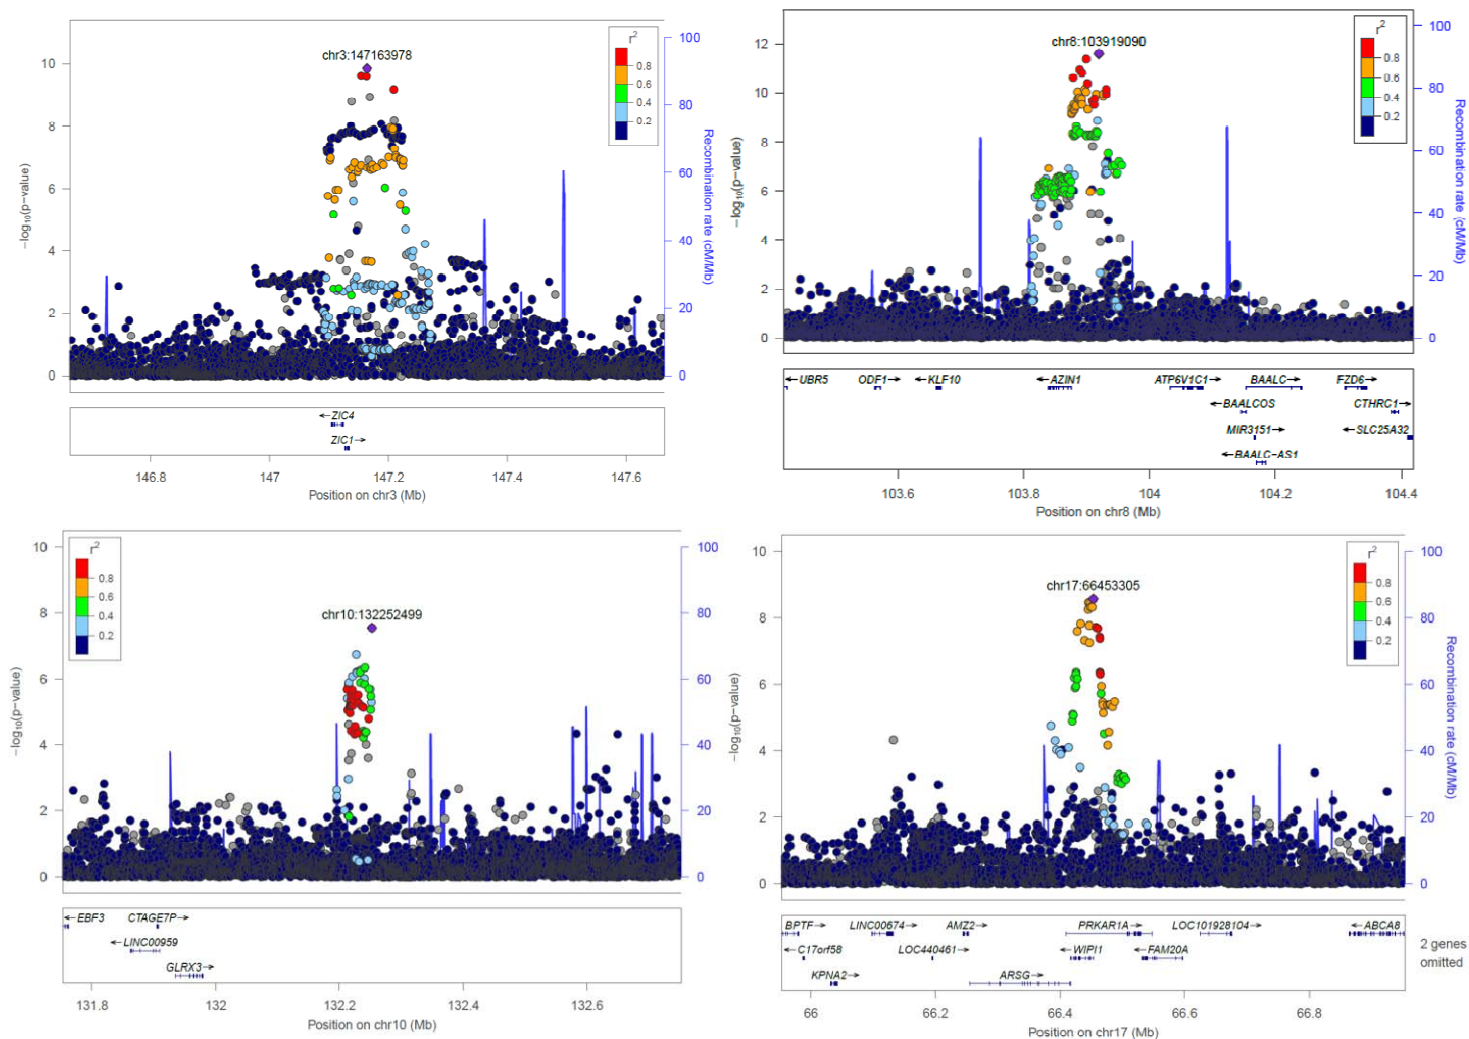 chr3:147163978
r2
0.8
0.6
0.4
0.2
10
8
6
4
2
0
100
80
60
40
20
0
−log10(p−value)
Recombination rate (cM/Mb)
←ZIC4
ZIC1→
146.8 147 147.2 147.4 147.6
Position on chr3 (Mb)
chr8:103919090
r2
0.8
0.6
0.4
0.2
12
10
8
6
4
2
0
100
80
60
40
20
0
−log10(p−value)
Recombination rate (cM/Mb)
←UBR5 ODF1→ ←KLF10 ←AZIN1 ATP6V1C1→ BAALC→ FZD6→
←BAALCOS CTHRC1→
MIR3151→ ←SLC25A32
←BAALC−AS1
103.6 103.8 104 104.2 104.4
Position on chr8 (Mb)
chr10:132252499
r2
0.8
0.6
0.4
0.2
10
8
6
4
2
0
100
80
60
40
20
0
−log10(p−value)
←EBF3 CTAGE7P→
←LINC00959
GLRX3→
131.8 132 132.2 132.4 132.6
Position on chr10 (Mb)
chr17:66453305
r2
0.8
0.6
0.4
0.2
10
8
6
4
2
0
100
80
60
40
20
0
−log10(p−value)
Recombination rate (cM/Mb)
BPTF→ LINC00674→ AMZ2→ PRKAR1A→ LOC101928104→ ←ABCA8
←C17orf58 LOC440461→ ←WIPI1 ←FAM20A
KPNA2→ ARSG→
2 genes
omitted
66 66.2 66.4 66.6 66.8
Position on chr17 (Mb)